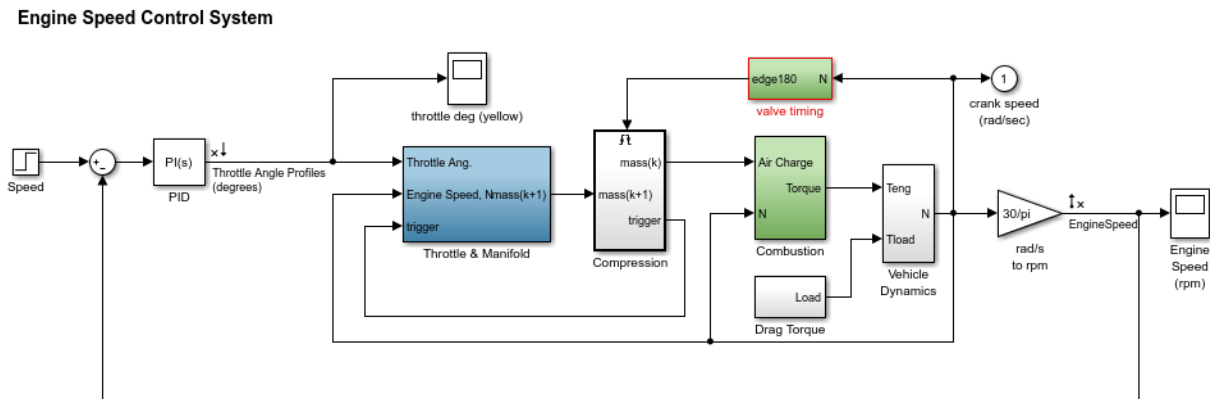 Engine Speed Control System
throttle deg (yellow)
edge180 N
valve timing
1
crank speed
(rad/sec)
Speed
+
-
PI(s)
PID
Throttle Angle Profiles
(degrees)
Throttle Ang.
Engine Speed, N
mass(k+1)
trigger
Throttle & Manifold
mass(k)
mass(k+1)
trigger
Compression
Air Charge
Torque
N
Combustion
Load
Drag Torque
Teng
N
Tload
Vehicle
Dynamics
30/pi
rad/s
to rpm
EngineSpeed
Engine
Speed
(rpm)